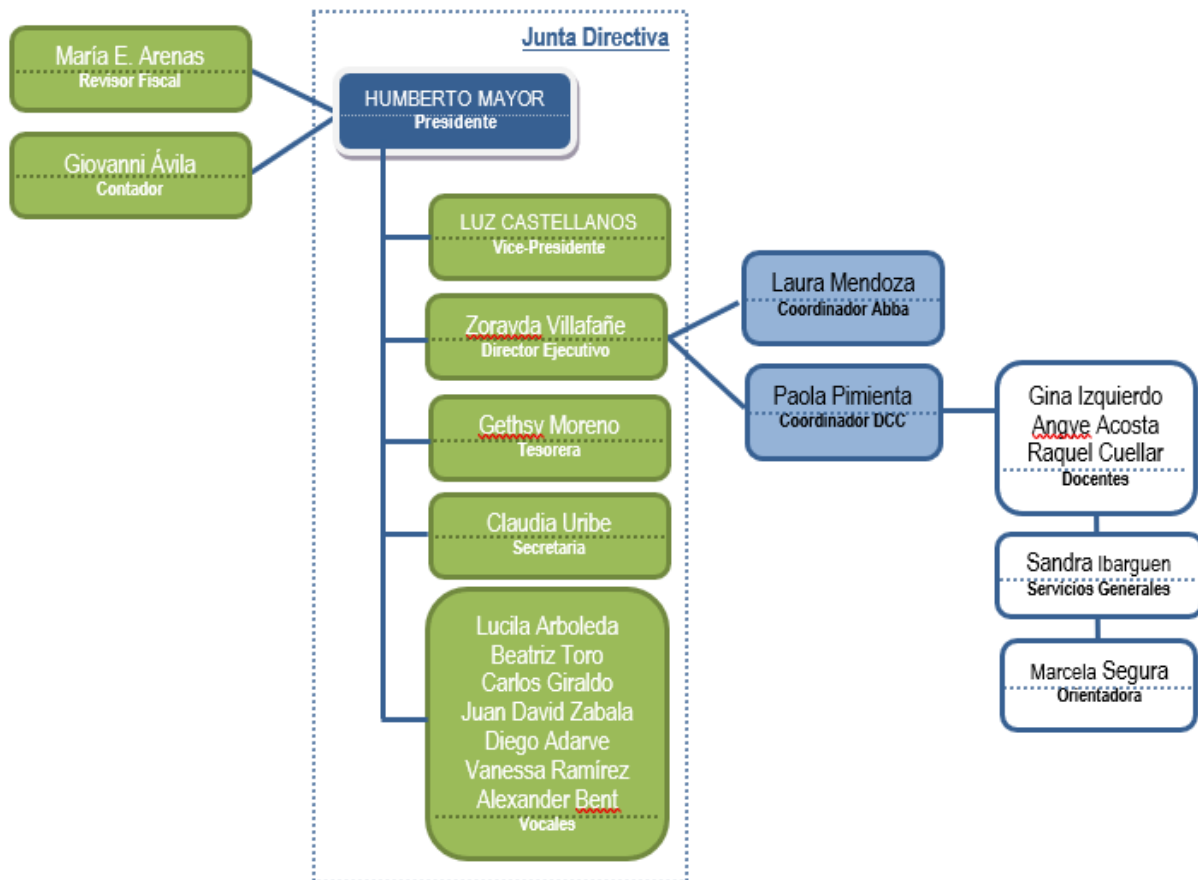 María E. Arenas
Revisor Fiscal
Giovanni Ávila
Contador
Junta Directiva
HUMBERTO MAYOR
Presidente
LUZ CASTELLANOS
Vice-Presidente
Zorayda Villafañe
Director Ejecutivo
Gethsy Moreno
Tesorera
Claudia Uribe
Secretaria
Lucila Arboleda
Beatriz Toro
Carlos Giraldo
Juan David Zabala
Diego Adarve
Vanessa Ramírez
Alexander Bent
Vocales
Laura Mendoza
Coordinador Abba
Paola Pimienta
Coordinador DCC
Gina Izquierdo
Angye Acosta
Raquel Cuellar
Docentes
Sandra Ibarguen
Servicios Generales
Marcela Segura
Orientadora